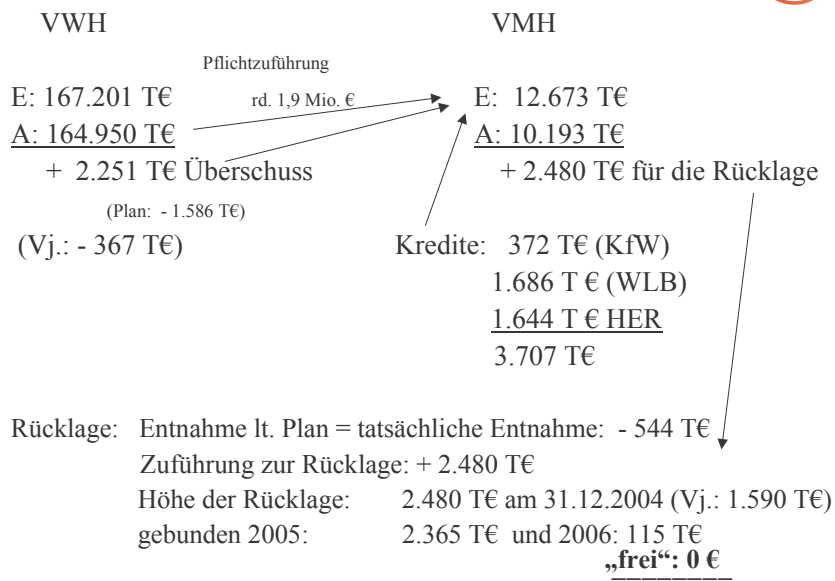 VWH VMH
Pflichtzuführung
E: 167.201 T€ rd. 1,9 Mio. € E: 12.673 T€
A: 164.950 T€ A: 10.193 T€
+ 2.251 T€ Überschuss + 2.480 T€ für die Rücklage
(Plan: - 1.586 T€)
(Vj.: - 367 T€) Kredite: 372 T€ (KfW)
1.686 T € (WLB)
1.644 T € HER
3.707 T€
Rücklage: Entnahme lt. Plan = tatsächliche Entnahme: - 544 T€
Zuführung zur Rücklage: + 2.480 T€
Höhe der Rücklage: 2.480 T€ am 31.12.2004 (Vj.: 1.590 T€)
gebunden 2005: 2.365 T€ und 2006: 115 T€
„frei“: 0 €